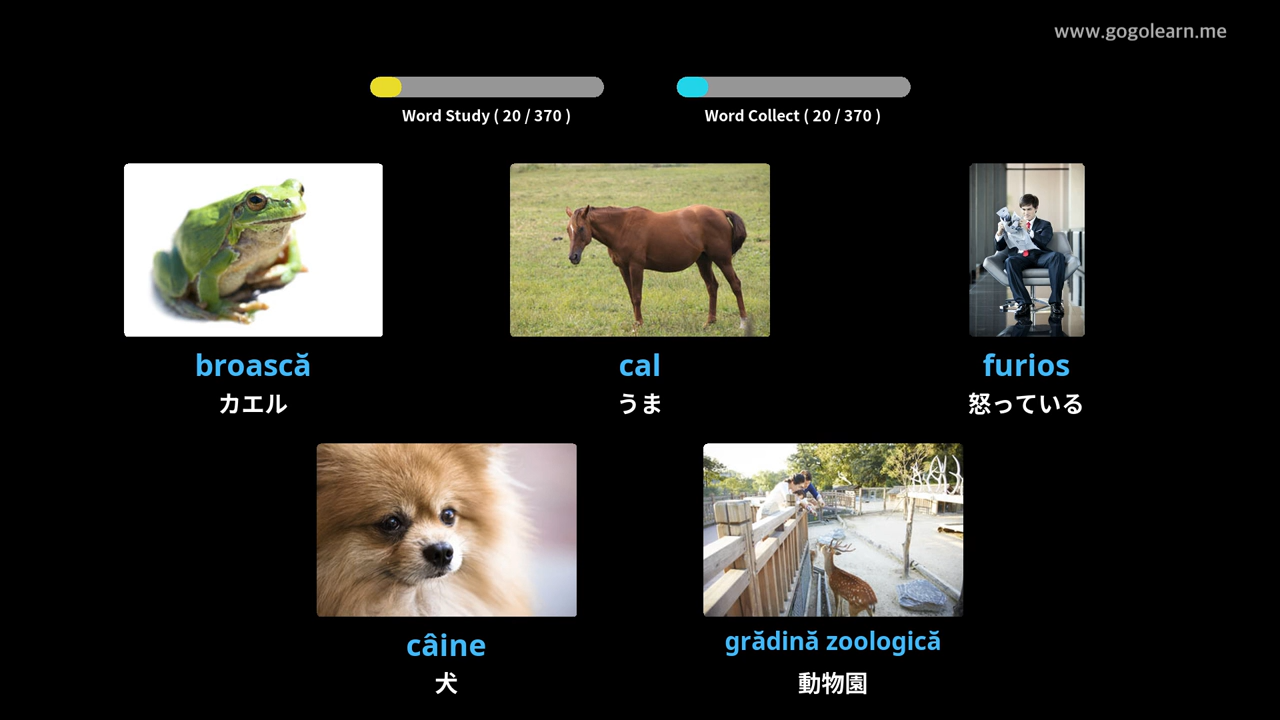 www.gogolearn.me
Word Study ( 20 / 370 )
Word Collect ( 20 / 370 )
broască
カエル
cal
うま
furios
怒っている
câine
犬
grădină zoologică
動物園